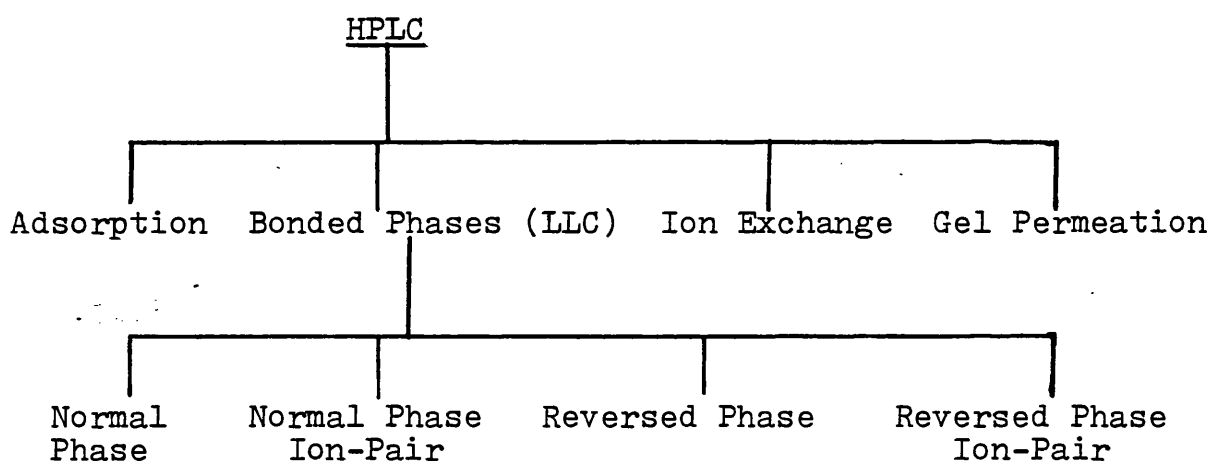 HPLC
Adsorption Bonded Phases (LLC) Ion Exchange Gel Permeation
Normal Phase
Normal Phase Ion-Pair
Reversed Phase
Reversed Phase Ion-Pair